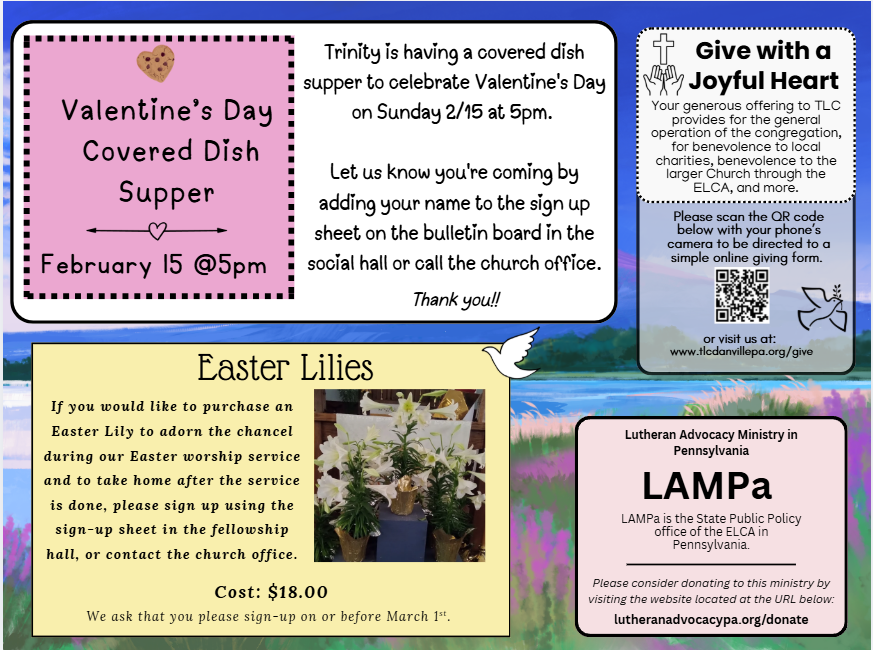 Valentine's Day
Covered Dish
Supper
February 15 @5pm
Trinity is having a covered dish
supper to celebrate Valentine's Day
on Sunday 2/15 at 5pm.
Let us know you're coming by
adding your name to the sign up
sheet on the bulletin board in the
social hall or call the church office.
Thank you!!
Give with a
Joyful Heart
Your generous offering to TLC
provides for the general
operation of the congregation,
for benevolence to local
charities, benevolence to the
larger Church through the
ELCA, and more.
Please scan the QR code
below with your phone's
camera to be directed to a
simple online giving form.
or visit us at:
www.tlcdanvillepa.org/give
Easter Lilies
If you would like to purchase an
Easter Lily to adorn the chancel
during our Easter worship service
and to take home after the service
is done, please sign up using the
sign-up sheet in the fellowship
hall, or contact the church office.
Cost: $18.00
We ask that you please sign-up on or before March 1st.
Lutheran Advocacy Ministry in
Pennsylvania
LAMPa
LAMPa is the State Public Policy
office of the ELCA in
Pennsylvania.
Please consider donating to this ministry by
visiting the website located at the URL below:
lutheranadvocacypa.org/donate